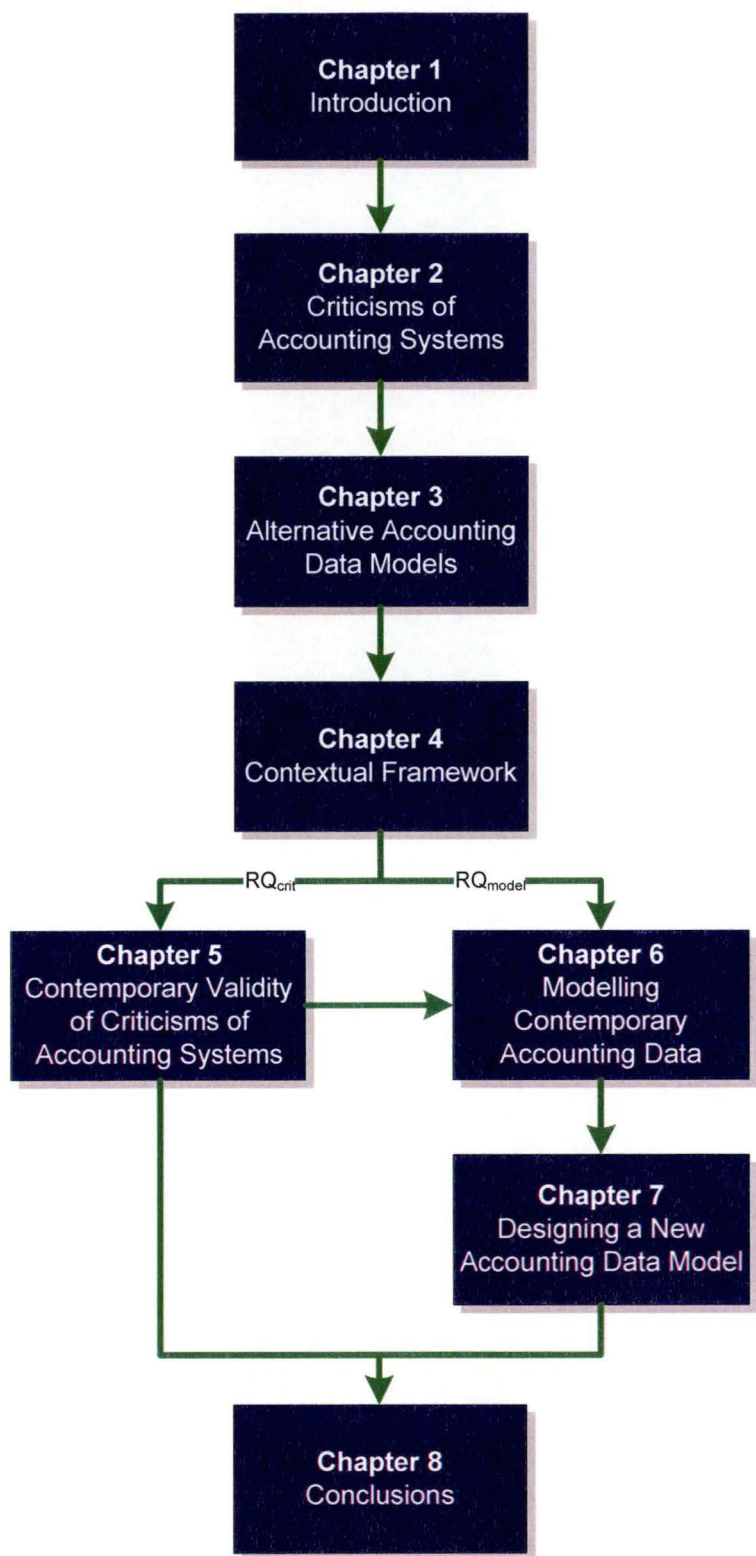 Chapter 1
Introduction
Chapter 2
Criticisms of
Accounting Systems
Chapter 3
Alternative Accounting
Data Models
Chapter 4
Contextual Framework
RQcrit
RQmodel
Chapter 5
Contemporary Validity
of Criticisms of
Accounting Systems
Chapter 6
Modelling
Contemporary
Accounting Data
Chapter 7
Designing a New
Accounting Data Model
Chapter 8
Conclusions